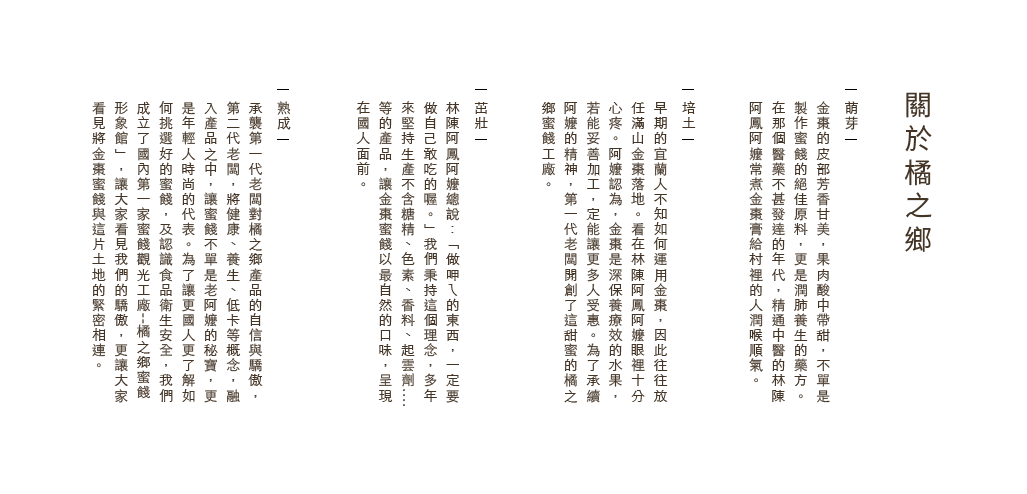 關於橘之鄉
—萌芽—
金棗的皮部芳香甘美，果肉酸中帶甜，不單是
製作蜜餞的絕佳原料，更是潤肺養生的藥方。
在那個醫藥不甚發達的年代，精通中醫的林陳
阿鳳阿嬤常煮金棗膏給村裡的人潤喉順氣。
—培土—
早期的宜蘭人不知如何運用金棗，因此往往放
任滿山金棗落地。看在林陳阿鳳阿嬤眼裡十分
心疼。阿嬤認為，金棗是深保養療效的水果，
若能妥善加工，定能讓更多人受惠。為了承續
阿嬤的精神，第一代老闆開創了這甜蜜的橘之
鄉蜜餞工廠。
—茁壯—
林陳阿鳳阿嬤總說：「做呷ㄟ的東西，一定要
做自己敢吃的喔。」我們秉持這個理念，多年
來堅持生產不含糖精、色素、香料、起雲劑……
等的產品，讓金棗蜜餞以最自然的口味，呈現
在國人面前。
—熟成—
承襲第一代老闆對橘之鄉產品的自信與驕傲，
第二代老闆，將健康、養生、低卡等概念，融
入產品之中，讓蜜餞不單是老阿嬤的秘寶，更
是年輕人時尚的代表。為了讓更國人更了解如
何挑選好的蜜餞，及認識食品衛生安全，我們
成立了國內第一家蜜餞觀光工廠--橘之鄉蜜餞
形象館」，讓大家看見我們的驕傲，更讓大家
看見將金棗蜜餞與這片土地的緊密相連。